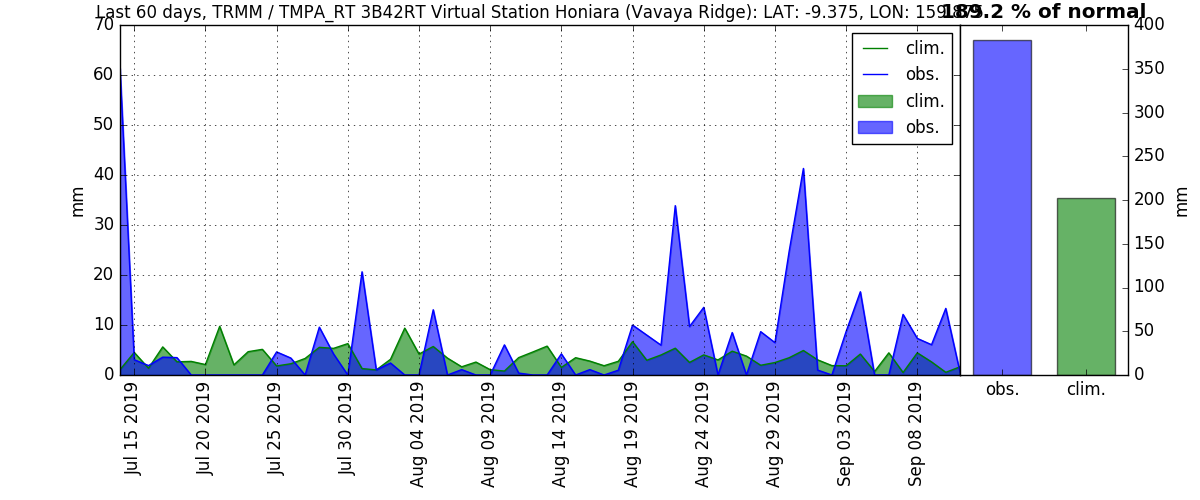 Last 60 days, TRMM / TMPA_RT 3B42RT Virtual Station Honiara (Vavaya Ridge): LAT: -9.375, LON:
189.2 % of normal
70
60
50
40
30
20
10
0
mm
clim.
obs.
clim.
obs.
Jul 15 2019
Jul 20 2019
Jul 25 2019
Jul 30 2019
Aug 04 2019
Aug 09 2019
Aug 14 2019
Aug 19 2019
Aug 24 2019
Aug 29 2019
Sep 03 2019
Sep 08 2019
400
350
300
250
200
150
100
50
0
mm
obs.
clim.